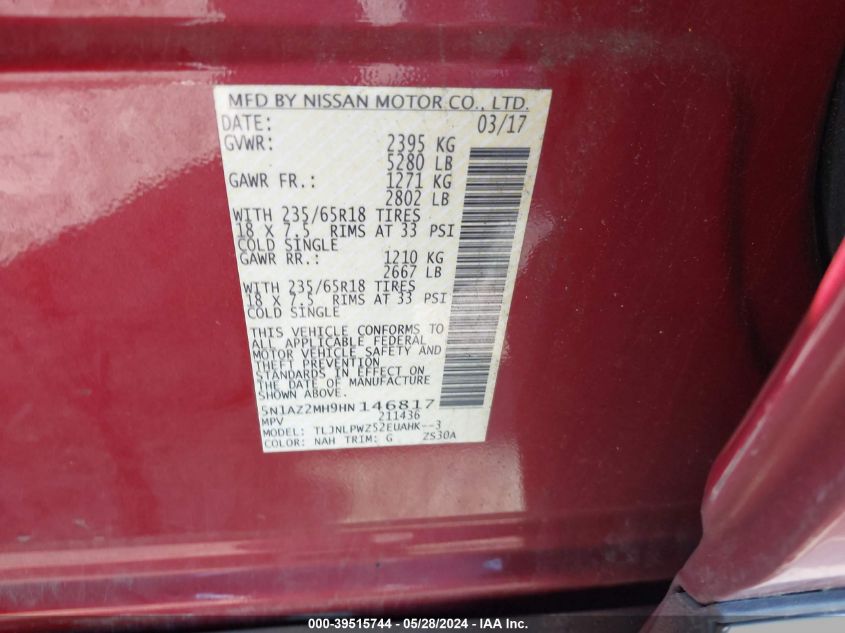 MFD BY NISSAN MOTOR CO., LTD.
DATE: 03/17
GVWR: 2395 KG
5280 LB
GAWR FR.: 1271 KG
2802 LB
WITH 235/65R18 TIRES
18 X 7.5 RIMS AT 33 PSI
COLD SINGLE
GAWR RR.: 1210 KG
2667 LB
WITH 235/65R18 TIRES
18 X 7.5 RIMS AT 33 PSI
COLD SINGLE
THIS VEHICLE CONFORMS TO
ALL APPLICABLE FEDERAL
MOTOR VEHICLE SAFETY AND
THEFT PREVENTION
STANDARDS IN EFFECT ON
THE DATE OF MANUFACTURE
SHOWN ABOVE.
5N1AZ2MH9HN146817
MPV 211436
MODEL: TLJNLPWZ52EUAHK--3
COLOR: NAH TRIM: G ZS30A
000-39515744 - 05/28/2024 - IAA Inc.